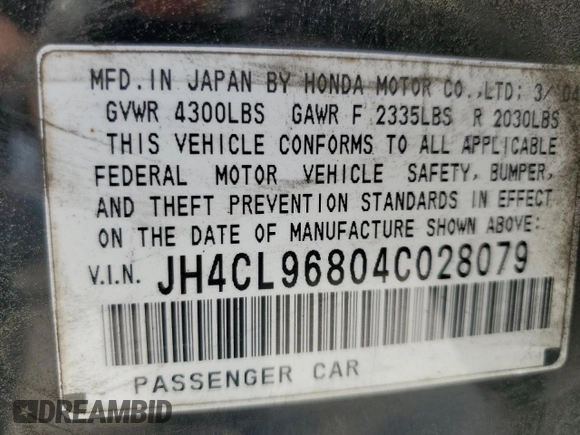 MFD. IN JAPAN BY HONDA MOTOR CO.,LTD; 3/04
GVWR 4300LBS GAWR F 2335LBS R 2030LBS
THIS VEHICLE CONFORMS TO ALL APPLICABLE
FEDERAL MOTOR VEHICLE SAFETY, BUMPER,
AND THEFT PREVENTION STANDARDS IN EFFECT
ON THE DATE OF MANUFACTURE SHOWN ABOVE:
V.I.N. JH4CL96804C028079
PASSENGER CAR
DREAMBID